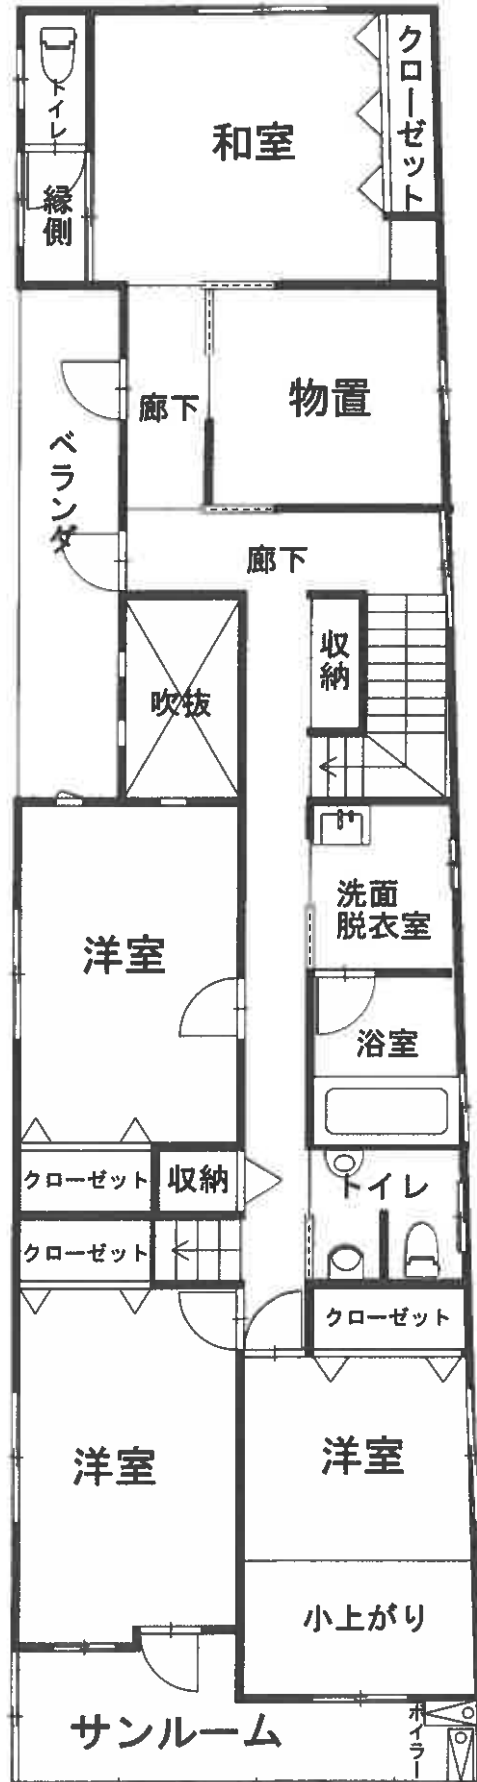 トイレ
クローゼット
和室
縁側
物置
廊下
ベランダ
廊下
収納
吹抜
洗面
脱衣室
洋室
浴室
クローゼット
収納
トイレ
クローゼット
クローゼット
洋室
洋室
小上がり
サンルーム
ボイラー